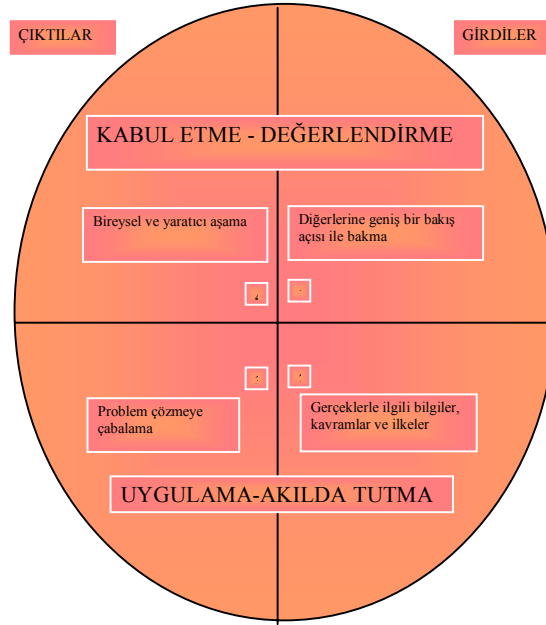 ÇIKTILAR
GİRDİLER
KABUL ETME - DEĞERLENDİRME
Bireysel ve yaratıcı aşama
Diğerlerine geniş bir bakış
açısı ile bakma
Problem çözmeye
çabalama
Gerçeklerle ilgili bilgiler,
kavramlar ve ilkeler
UYGULAMA-AKILDA TUTMA